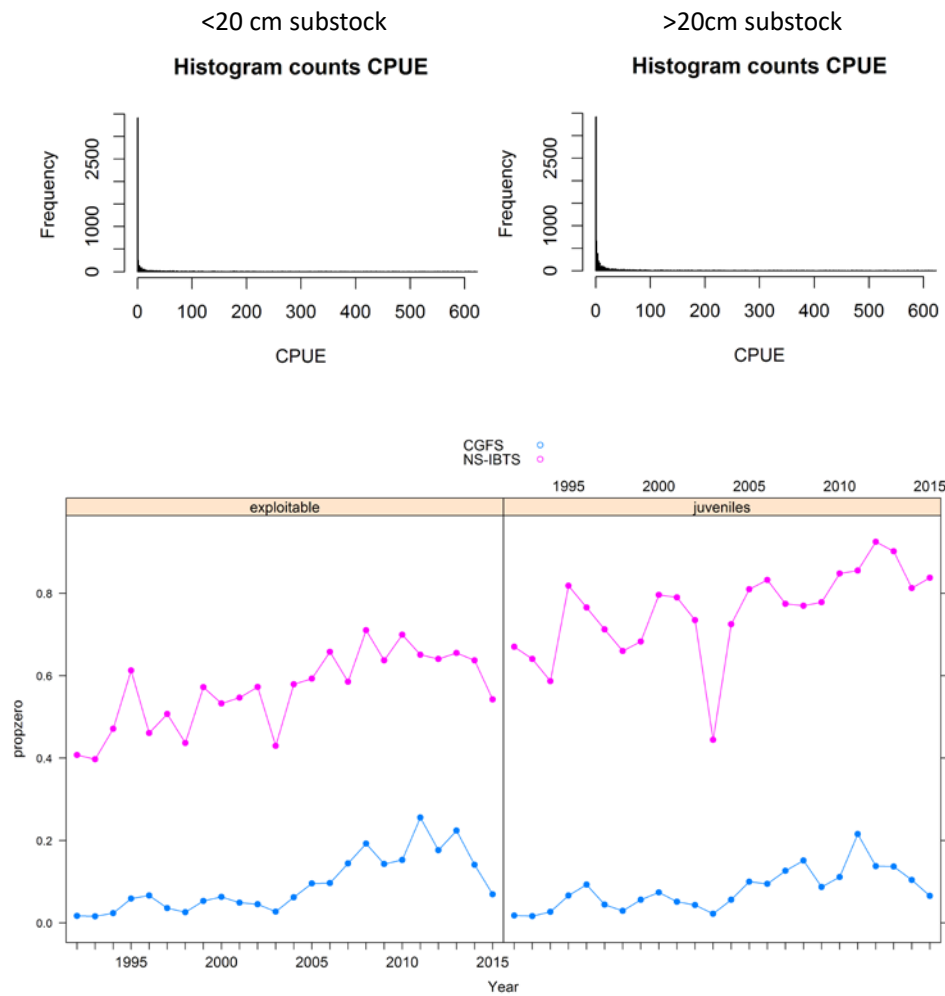 <20 cm substock
>20cm substock
Histogram counts CPUE
Histogram counts CPUE
Frequency
2500
1000
0
0 100 200 300 400 500 600
CPUE
Frequency
2500
1000
0
0 100 200 300 400 500 600
CPUE
CGFS
NS-IBTS
1995 2000 2005 2010 2015
exploitable
juveniles
propzero
0.8
0.6
0.4
0.2
0.0
1995 2000 2005 2010 2015
Year